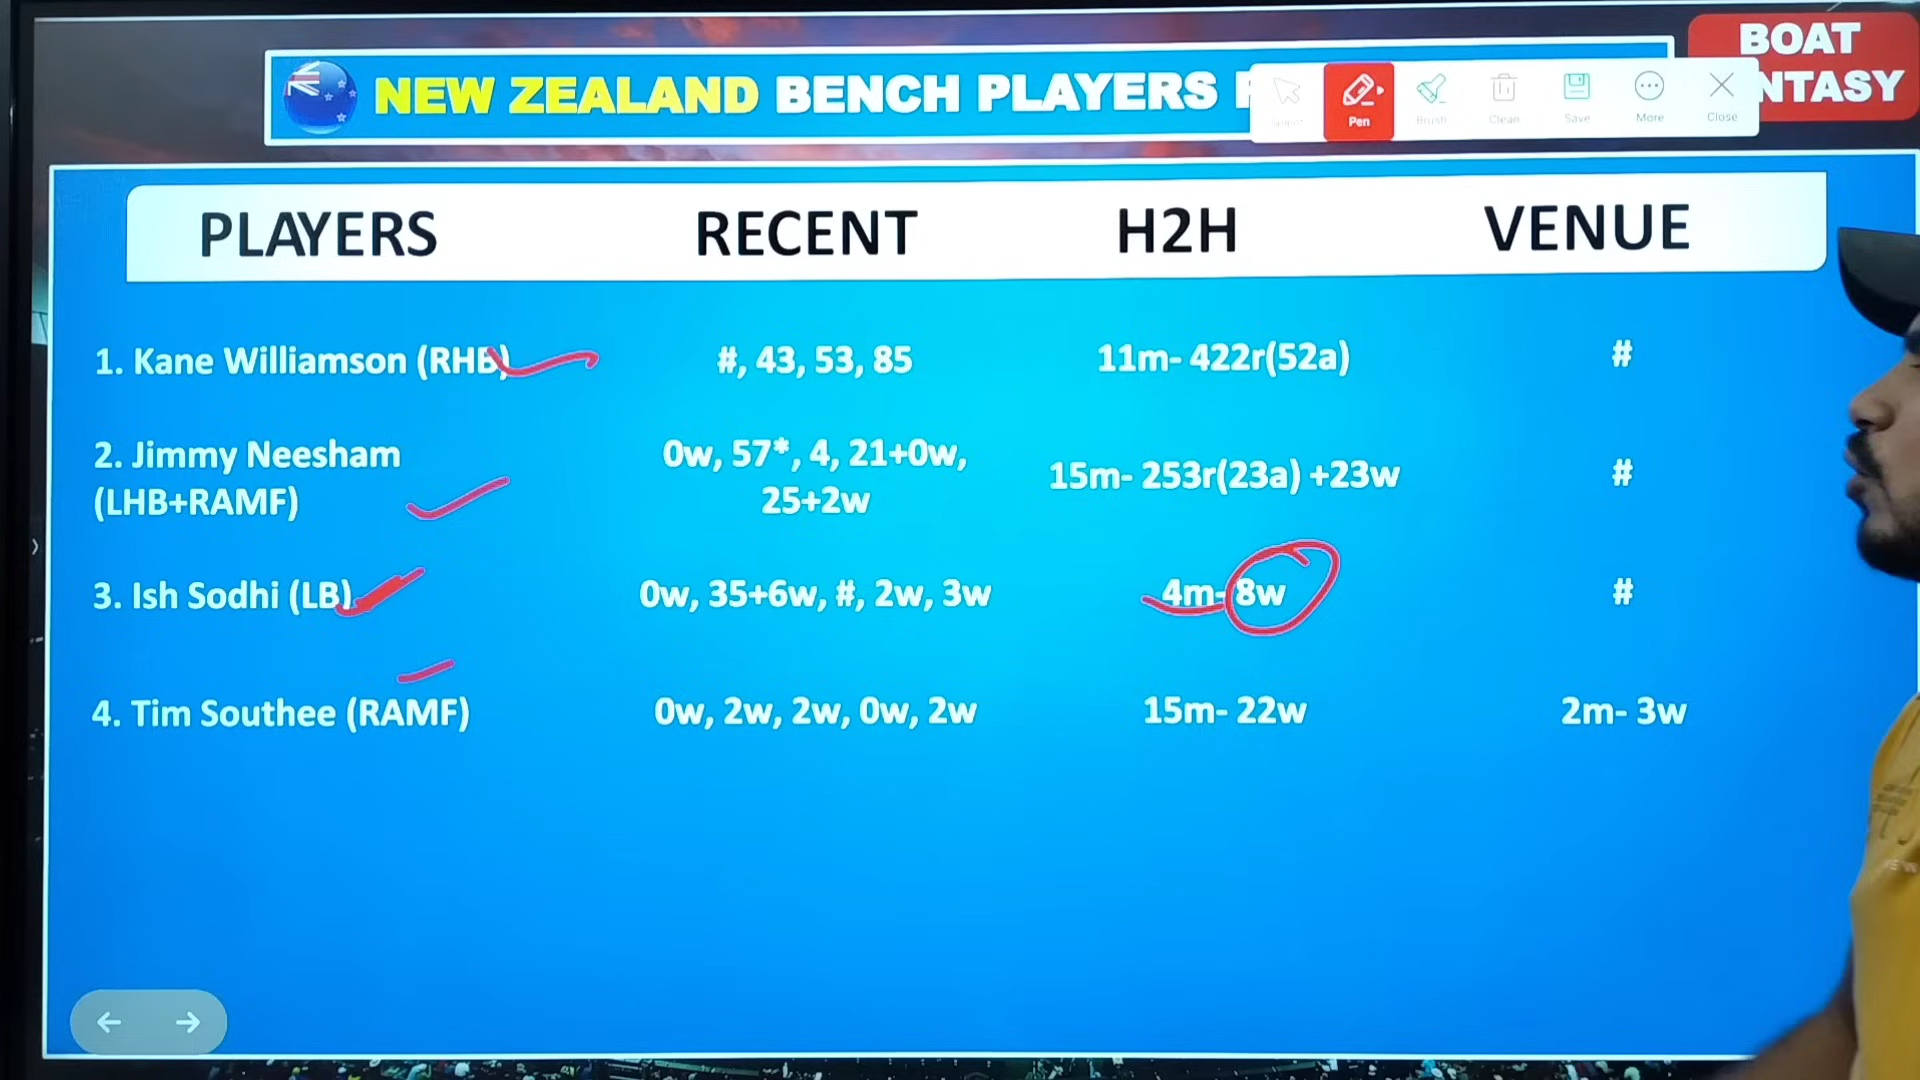 BOAT
NTASY
NEW ZEALAND BENCH PLAYERS
Pen
Brush
Clean
Save
More
Close
PLAYERS RECENT H2H VENUE
1. Kane Williamson (RHB) #, 43, 53, 85 11m- 422r(52a) #
2. Jimmy Neesham
(LHB+RAMF)
0w, 57*, 4, 21+0w,
25+2w
15m- 253r(23a) +23w #
3. Ish Sodhi (LB) 0w, 35+6w, #, 2w, 3w 4m- 8w #
4. Tim Southee (RAMF) 0w, 2w, 2w, 0w, 2w 15m- 22w 2m- 3w